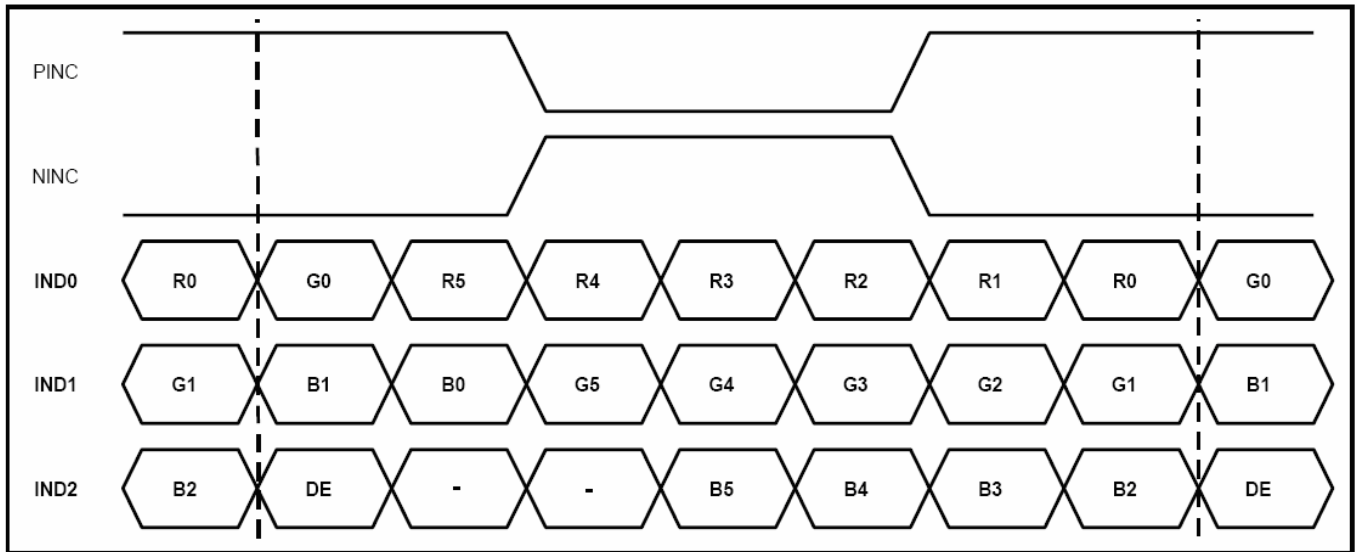 PINC
NINC
IND0 R0 G0 R5 R4 R3 R2 R1 R0 G0
IND1 G1 B1 B0 G5 G4 G3 G2 G1 B1
IND2 B2 DE - - B5 B4 B3 B2 DE